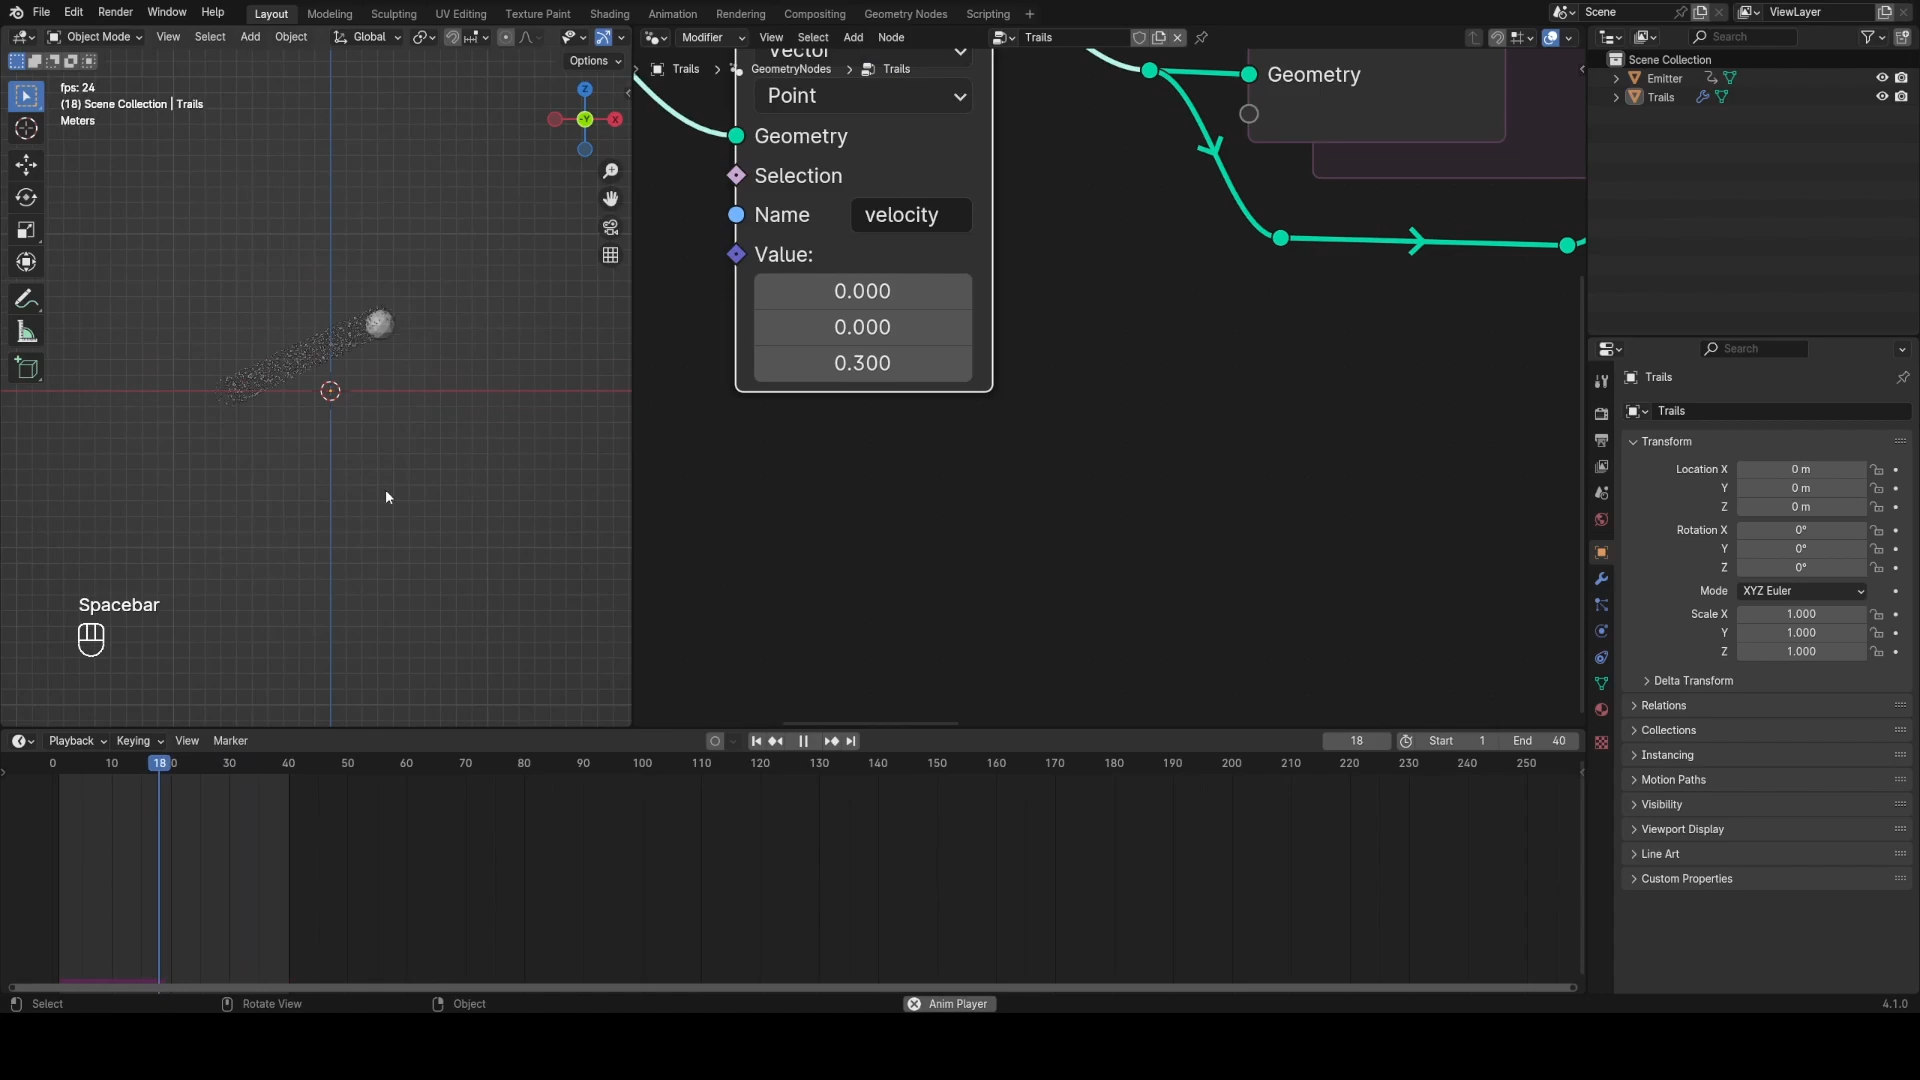 File Edit Render Window Help Layout Modeling Sculpting UV Editing Texture Paint Shading Animation Rendering Compositing Geometry Nodes Scripting + Scene ViewLayer
Object Mode View Select Add Object Global Modifier View Select Add Node Trails Search
Options
fps: 24
(18) Scene Collection | Trails
Meters
Z
-Y
X
Vector
Trails > GeometryNodes > Trails
Point
Geometry
Selection
Name velocity
Value:
0.000
0.000
0.300
Geometry
Scene Collection
Emitter
Trails
Spacebar
Search
Trails
Trails
Transform
Location X 0 m
Y 0 m
Z 0 m
Rotation X 0°
Y 0°
Z 0°
Mode XYZ Euler
Scale X 1.000
Y 1.000
Z 1.000
Delta Transform
Relations
Collections
Instancing
Motion Paths
Visibility
Viewport Display
Line Art
Custom Properties
Playback Keying View Marker 18 Start 1 End 40
0 10 18 0 30 40 50 60 70 80 90 100 110 120 130 140 150 160 170 180 190 200 210 220 230 240 250
Select Rotate View Object Anim Player 4.1.0